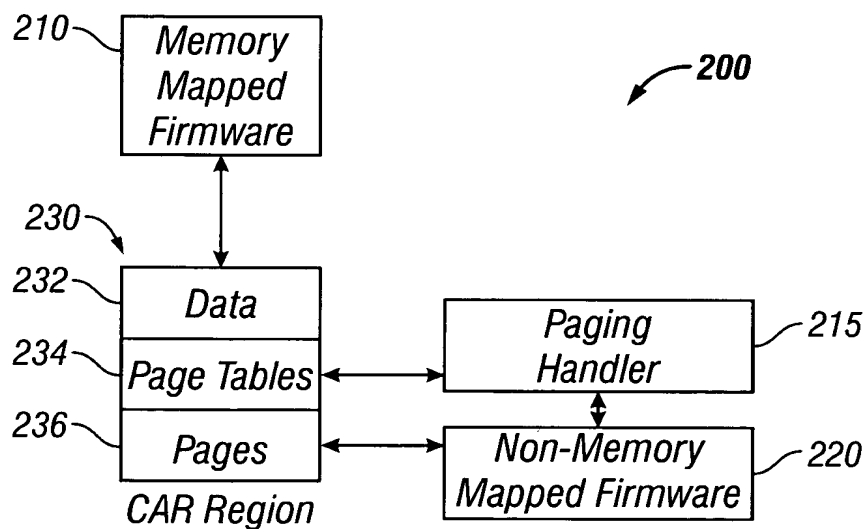 210
Memory
Mapped
Firmware
200
230
232
Data
234
Page Tables
236
Pages
CAR Region
Paging
Handler
215
Non-Memory
Mapped Firmware
220